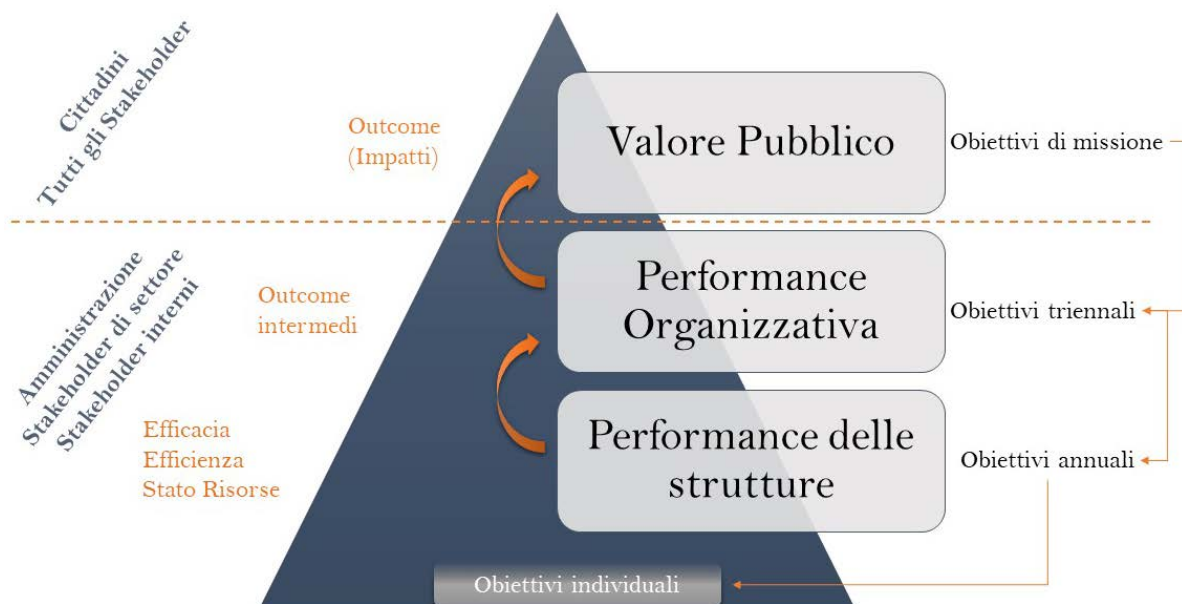 Cittadini
Tutti gli Stakeholder
Outcome
(Impatti)
Valore Pubblico
Obiettivi di missione
Amministrazione
Stakeholder di settore
Stakeholder interni
Outcome
intermedi
Performance
Organizzativa
Obiettivi triennali
Efficacia
Efficienza
Stato Risorse
Performance delle
strutture
Obiettivi annuali
Obiettivi individuali